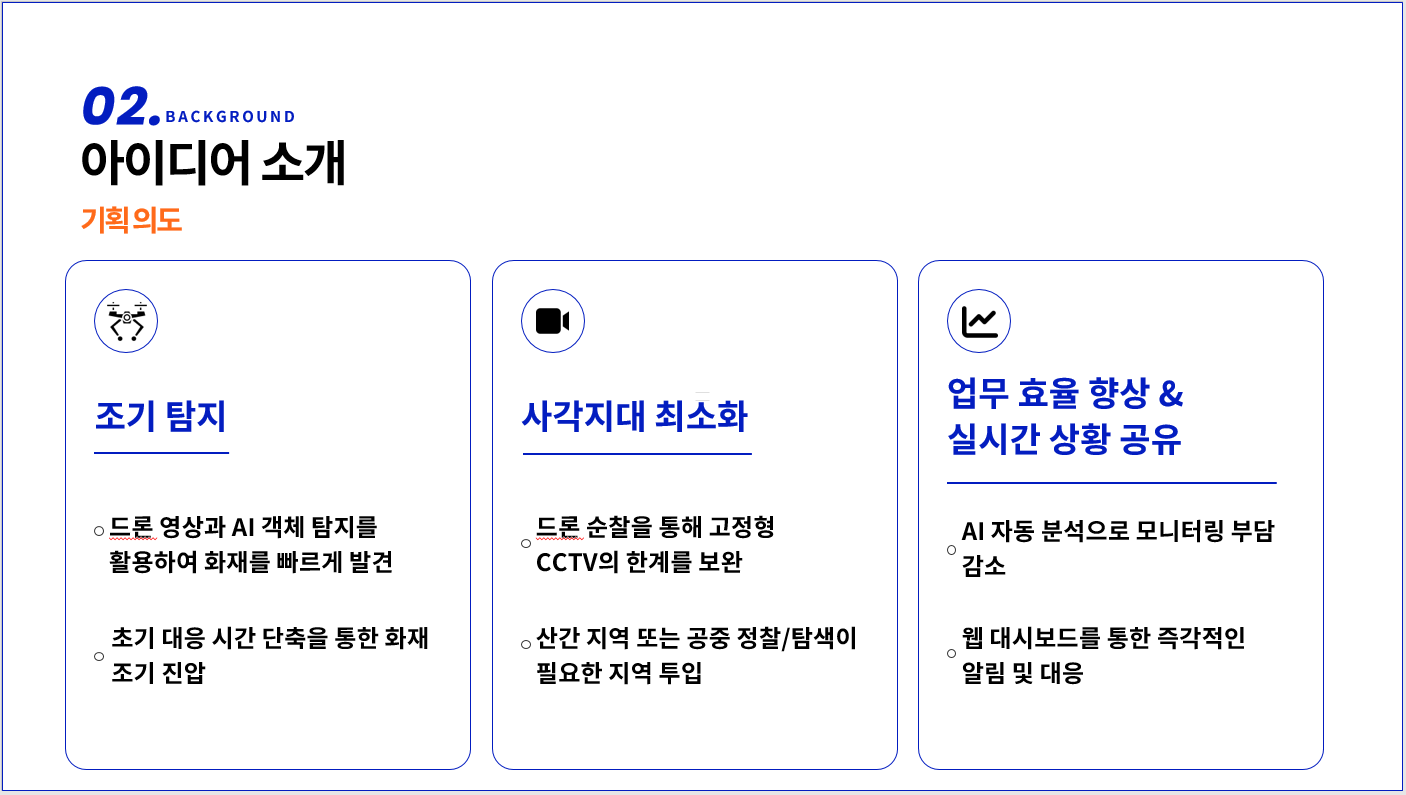 02. BACKGROUND
아이디어 소개
기획의도
조기 탐지
드론 영상과 AI 객체 탐지를
활용하여 화재를 빠르게 발견
초기 대응 시간 단축을 통한 화재
조기 진압
사각지대 최소화
드론 순찰을 통해 고정형
CCTV의 한계를 보완
산간 지역 또는 공중 정찰/탐색이
필요한 지역 투입
업무 효율 향상 &
실시간 상황 공유
AI 자동 분석으로 모니터링 부담
감소
웹 대시보드를 통한 즉각적인
알림 및 대응